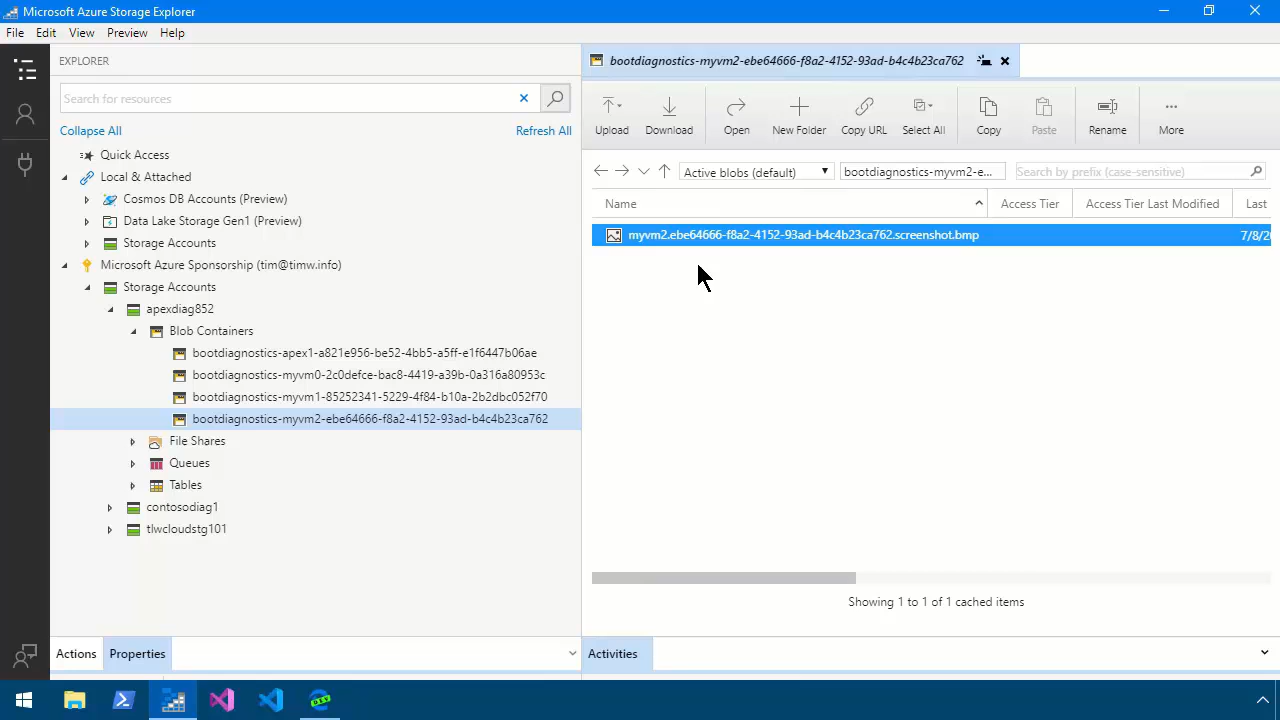 Microsoft Azure Storage Explorer
File Edit View Preview Help
EXPLORER
Search for resources
Collapse All
Refresh All
Quick Access
Local & Attached
Cosmos DB Accounts (Preview)
Data Lake Storage Gen1 (Preview)
Storage Accounts
Microsoft Azure Sponsorship (tim@timw.info)
Storage Accounts
apexdiag852
Blob Containers
bootdiagnostics-apex1-a821e956-be52-4bb5-a5ff-e1f6447b06ae
bootdiagnostics-myvm0-2c0defce-bac8-4419-a39b-0a316a80953c
bootdiagnostics-myvm1-85252341-5229-4f84-b10a-2b2dbc052f70
bootdiagnostics-myvm2-ebe64666-f8a2-4152-93ad-b4c4b23ca762
File Shares
Queues
Tables
contosodiag1
tlwcloudstg101
Actions
Properties
bootdiagnostics-myvm2-ebe64666-f8a2-4152-93ad-b4c4b23ca762
Upload Download Open New Folder Copy URL Select All Copy Paste Rename More
Active blobs (default)
bootdiagnostics-myvm2-e...
Search by prefix (case-sensitive)
Name Access Tier Access Tier Last Modified Last
myvm2.ebe64666-f8a2-4152-93ad-b4c4b23ca762.screenshot.bmp 7/8/2
Showing 1 to 1 of 1 cached items
Activities
DIY